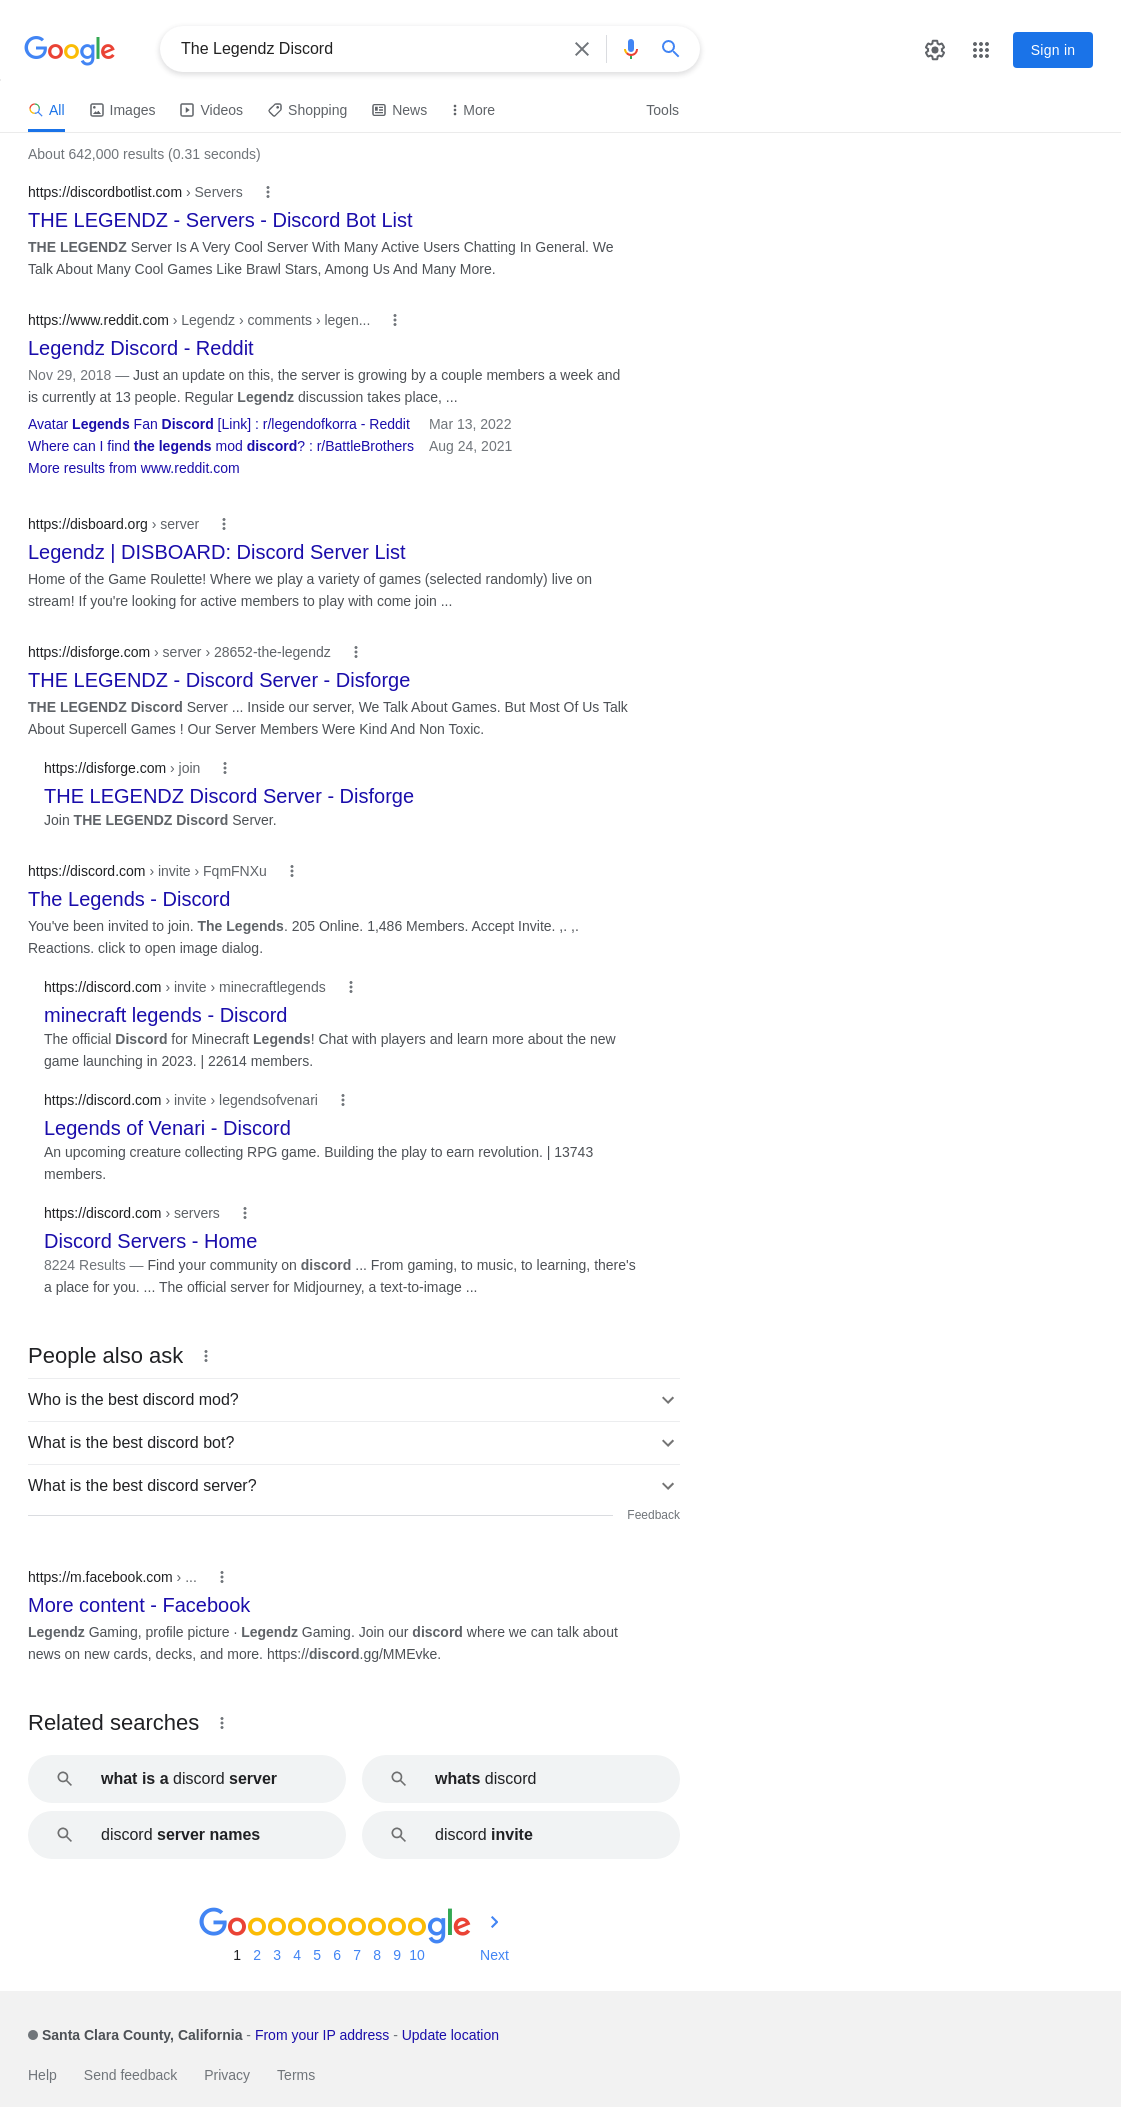 Google
The Legendz Discord
Sign in
All Images Videos Shopping News More Tools
About 642,000 results (0.31 seconds)
https://discordbotlist.com › Servers
THE LEGENDZ - Servers - Discord Bot List
THE LEGENDZ Server Is A Very Cool Server With Many Active Users Chatting In General. We
Talk About Many Cool Games Like Brawl Stars, Among Us And Many More.
https://www.reddit.com › Legendz › comments › legen...
Legendz Discord - Reddit
Nov 29, 2018 — Just an update on this, the server is growing by a couple members a week and
is currently at 13 people. Regular Legendz discussion takes place, ...
Avatar Legends Fan Discord [Link] : r/legendofkorra - Reddit Mar 13, 2022
Where can I find the legends mod discord? : r/BattleBrothers Aug 24, 2021
More results from www.reddit.com
https://disboard.org › server
Legendz | DISBOARD: Discord Server List
Home of the Game Roulette! Where we play a variety of games (selected randomly) live on
stream! If you're looking for active members to play with come join ...
https://disforge.com › server › 28652-the-legendz
THE LEGENDZ - Discord Server - Disforge
THE LEGENDZ Discord Server ... Inside our server, We Talk About Games. But Most Of Us Talk
About Supercell Games ! Our Server Members Were Kind And Non Toxic.
https://disforge.com › join
THE LEGENDZ Discord Server - Disforge
Join THE LEGENDZ Discord Server.
https://discord.com › invite › FqmFNXu
The Legends - Discord
You've been invited to join. The Legends. 205 Online. 1,486 Members. Accept Invite. ,. ,.
Reactions. click to open image dialog.
https://discord.com › invite › minecraftlegends
minecraft legends - Discord
The official Discord for Minecraft Legends! Chat with players and learn more about the new
game launching in 2023. | 22614 members.
https://discord.com › invite › legendsofvenari
Legends of Venari - Discord
An upcoming creature collecting RPG game. Building the play to earn revolution. | 13743
members.
https://discord.com › servers
Discord Servers - Home
8224 Results — Find your community on discord ... From gaming, to music, to learning, there's
a place for you. ... The official server for Midjourney, a text-to-image ...
People also ask
Who is the best discord mod?
What is the best discord bot?
What is the best discord server?
Feedback
https://m.facebook.com › ...
More content - Facebook
Legendz Gaming, profile picture · Legendz Gaming. Join our discord where we can talk about
news on new cards, decks, and more. https://discord.gg/MMEvke.
Related searches
what is a discord server
whats discord
discord server names
discord invite
Goooooooooogle
1 2 3 4 5 6 7 8 9 10 Next
Santa Clara County, California - From your IP address - Update location
Help Send feedback Privacy Terms